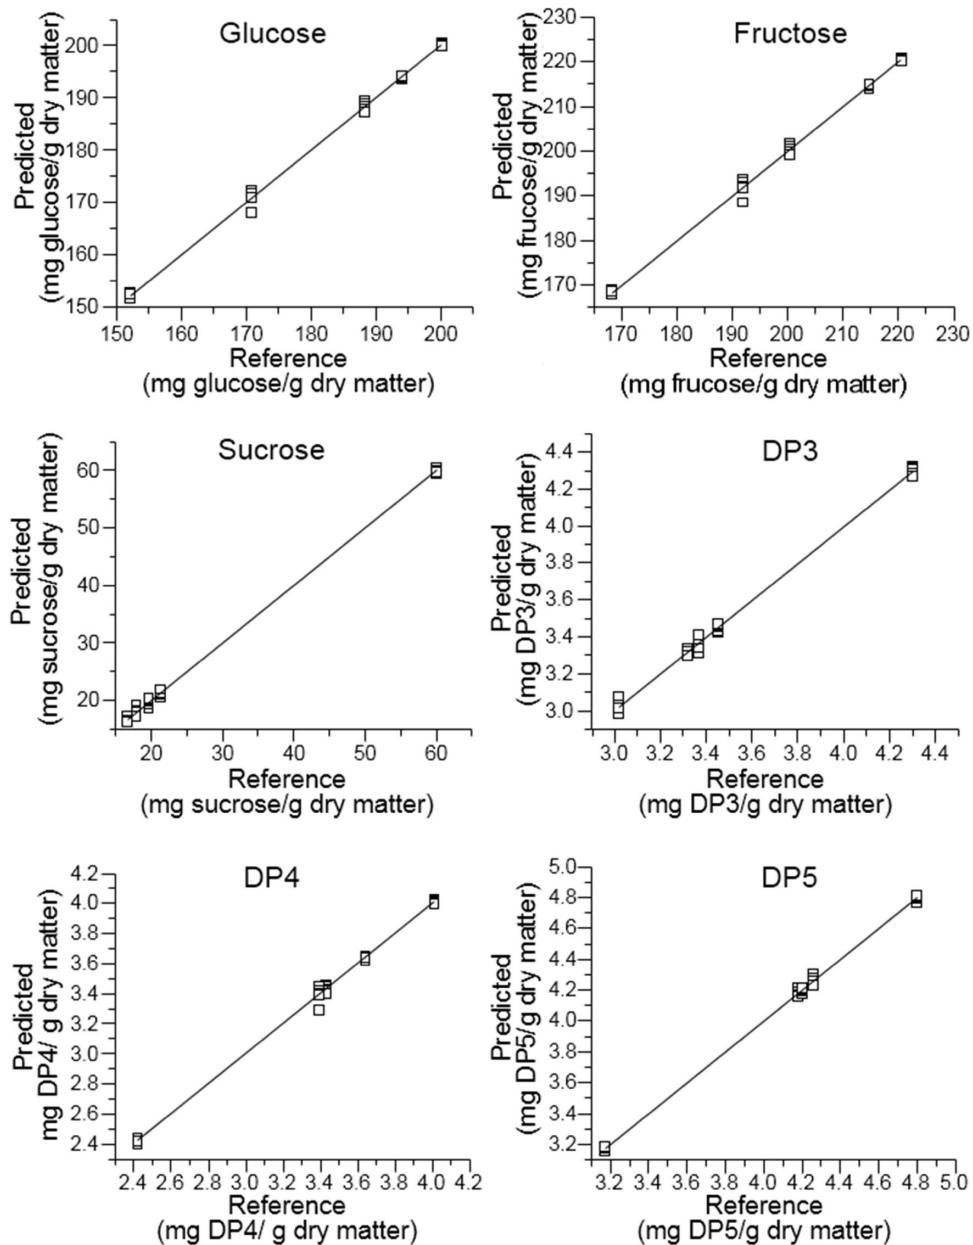 Glucose
Predicted
(mg glucose/g dry matter)
200
190
180
170
160
150
150 160 170 180 190 200
Reference
(mg glucose/g dry matter)
Fructose
Predicted
(mg frucose/g dry matter)
230
220
210
200
190
180
170
170 180 190 200 210 220 230
Reference
(mg frucose/g dry matter)
Sucrose
Predicted
(mg sucrose/g dry matter)
60
50
40
30
20
20 30 40 50 60
Reference
(mg sucrose/g dry matter)
DP3
Predicted
(mg DP3/g dry matter)
4.4
4.2
4.0
3.8
3.6
3.4
3.2
3.0
3.0 3.2 3.4 3.6 3.8 4.0 4.2 4.4
Reference
(mg DP3/g dry matter)
DP4
Predicted
mg DP4/ g dry matter)
4.2
4.0
3.8
3.6
3.4
3.2
3.0
2.8
2.6
2.4
2.4 2.6 2.8 3.0 3.2 3.4 3.6 3.8 4.0 4.2
Reference
(mg DP4/ g dry matter)
DP5
Predicted
(mg DP5/g dry matter)
5.0
4.8
4.6
4.4
4.2
4.0
3.8
3.6
3.4
3.2
3.2 3.4 3.6 3.8 4.0 4.2 4.4 4.6 4.8 5.0
Reference
(mg DP5/g dry matter)